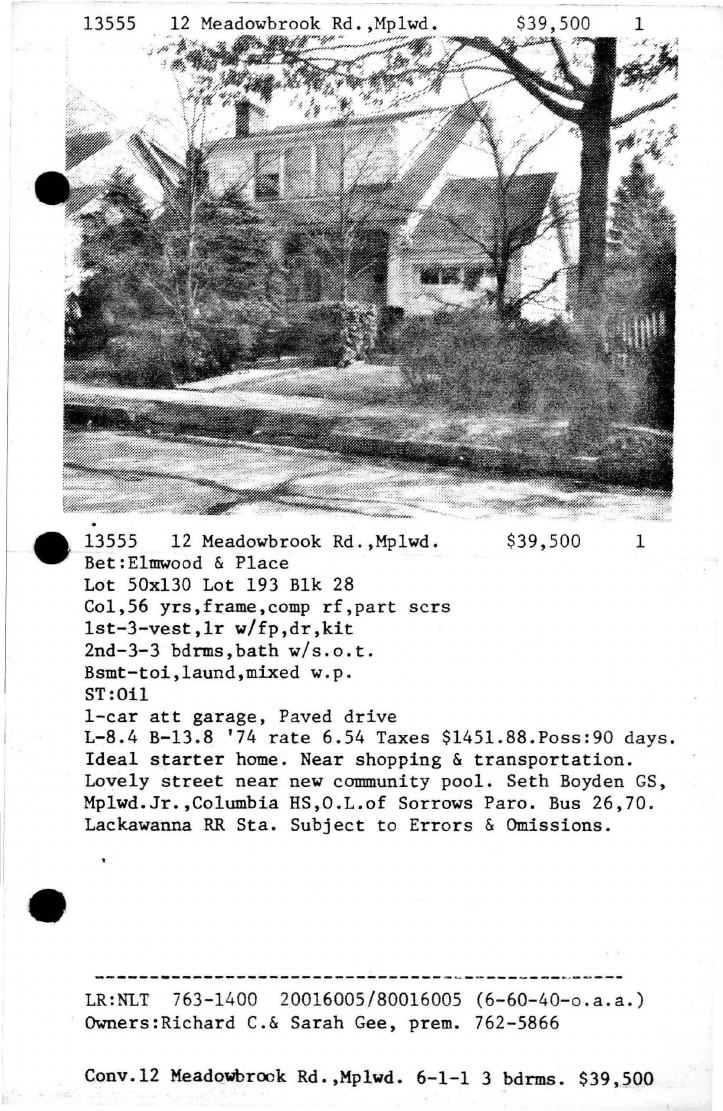 13555 12 Meadowbrook Rd.,Mplwd. $39,500 1
13555 12 Meadowbrook Rd.,Mplwd. $39,500 1
Bet:Elmwood & Place
Lot 50x130 Lot 193 Blk 28
Col,56 yrs,frame,comp rf,part scrs
1st-3-vest,lr w/fp,dr,kit
2nd-3-3 bdrms,bath w/s.o.t.
Bsmt-toi,laund,mixed w.p.
ST:Oil
1-car att garage, Paved drive
L-8.4 B-13.8 '74 rate 6.54 Taxes $1451.88.Poss:90 days.
Ideal starter home. Near shopping & transportation.
Lovely street near new community pool. Seth Boyden GS,
Mplwd.Jr.,Columbia HS,O.L.of Sorrows Paro. Bus 26,70.
Lackawanna RR Sta. Subject to Errors & Omissions.
LR:NLT 763-1400 20016005/80016005 (6-60-40-o.a.a.)
Owners:Richard C.& Sarah Gee, prem. 762-5866
Conv.12 Meadowbrook Rd.,Mplwd. 6-1-1 3 bdrms. $39,500